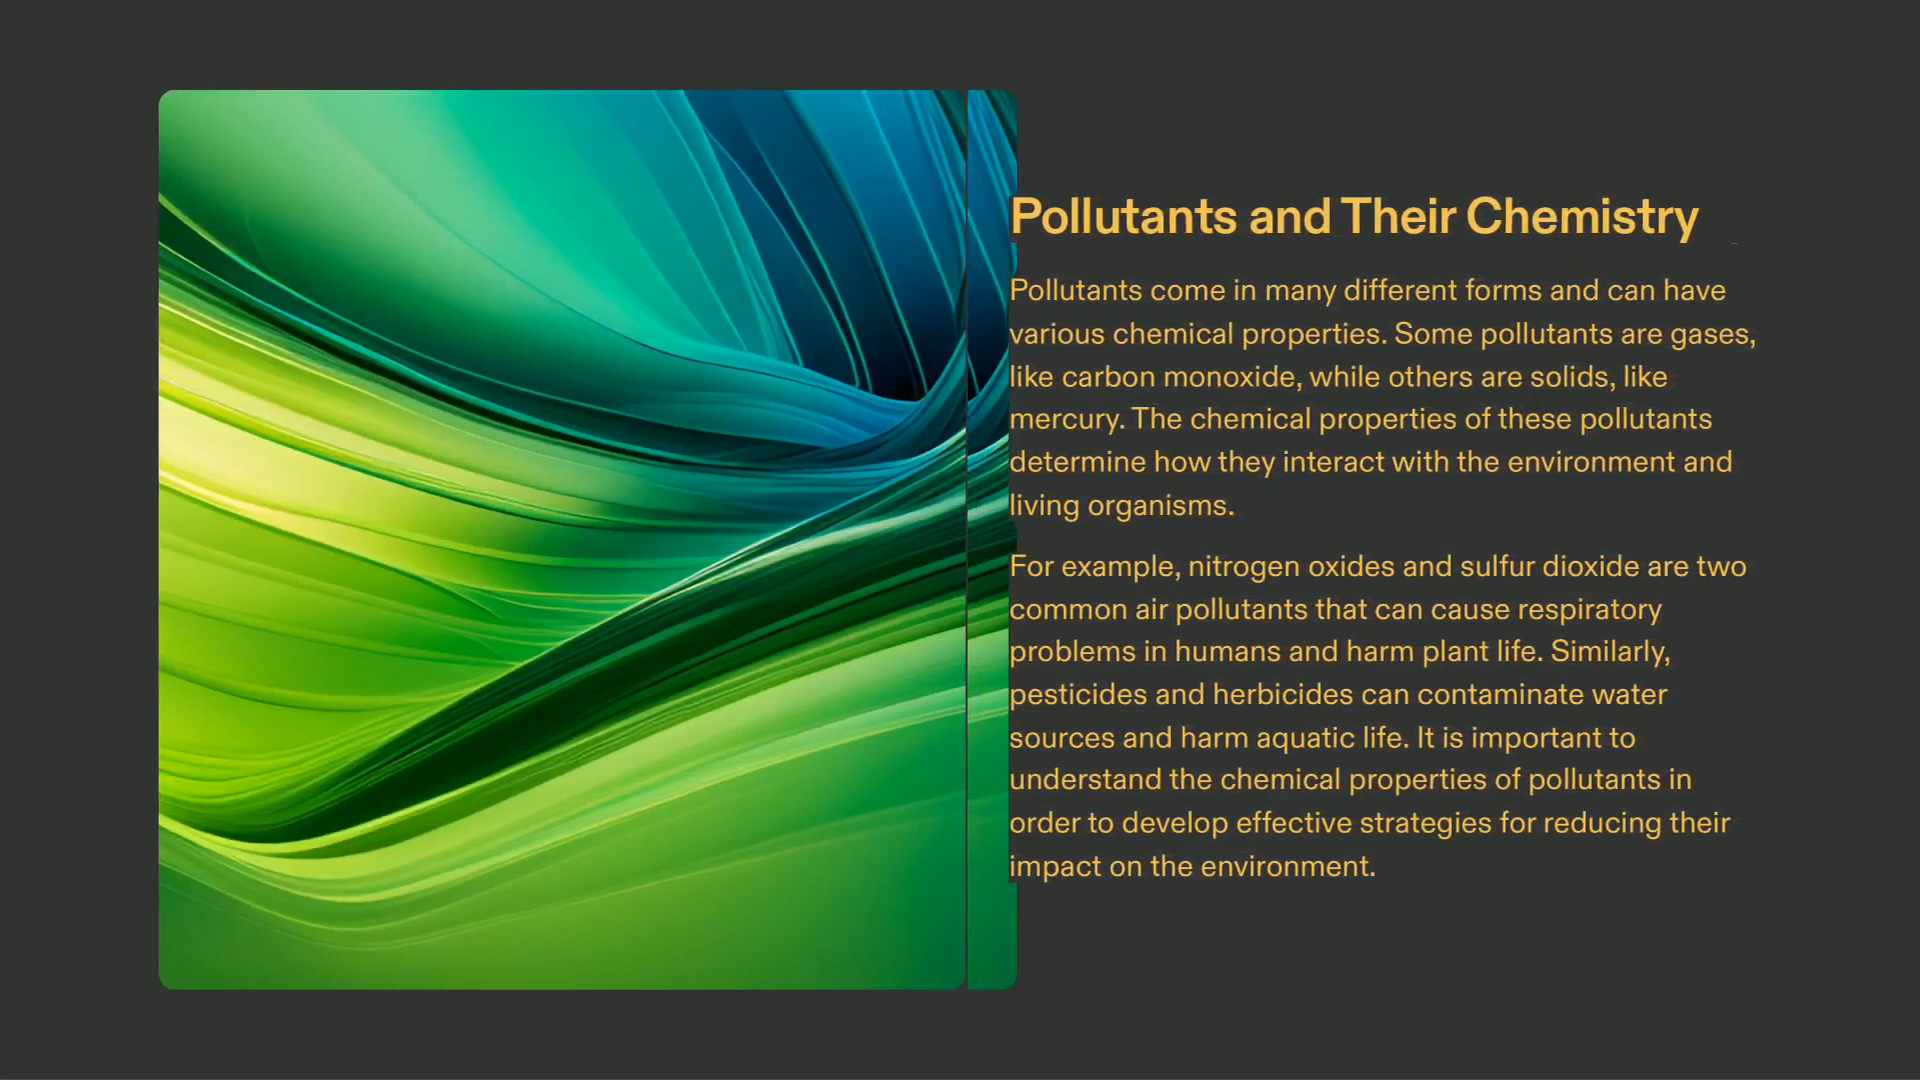 Pollutants and Their Chemistry
Pollutants come in many different forms and can have
various chemical properties. Some pollutants are gases,
like carbon monoxide, while others are solids, like
mercury. The chemical properties of these pollutants
determine how they interact with the environment and
living organisms.
For example, nitrogen oxides and sulfur dioxide are two
common air pollutants that can cause respiratory
problems in humans and harm plant life. Similarly,
pesticides and herbicides can contaminate water
sources and harm aquatic life. It is important to
understand the chemical properties of pollutants in
order to develop effective strategies for reducing their
impact on the environment.